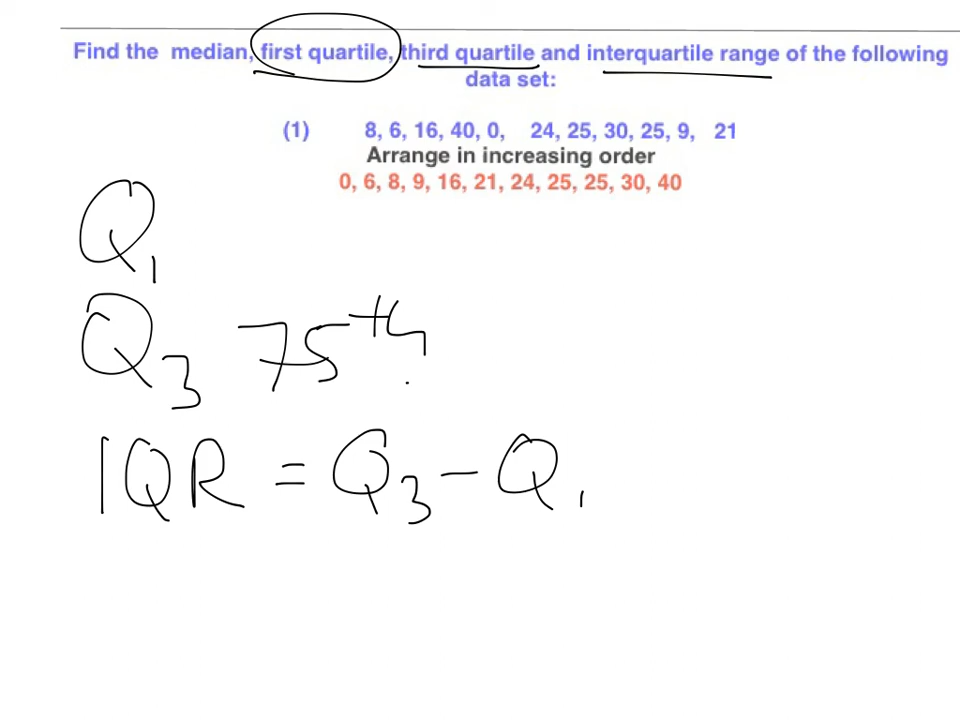 Find the median, first quartile, third quartile and interquartile range of the following
data set:
(1) 8, 6, 16, 40, 0, 24, 25, 30, 25, 9, 21
Arrange in increasing order
0, 6, 8, 9, 16, 21, 24, 25, 25, 30, 40
Q1
Q3 75th
IQR = Q3 - Q1